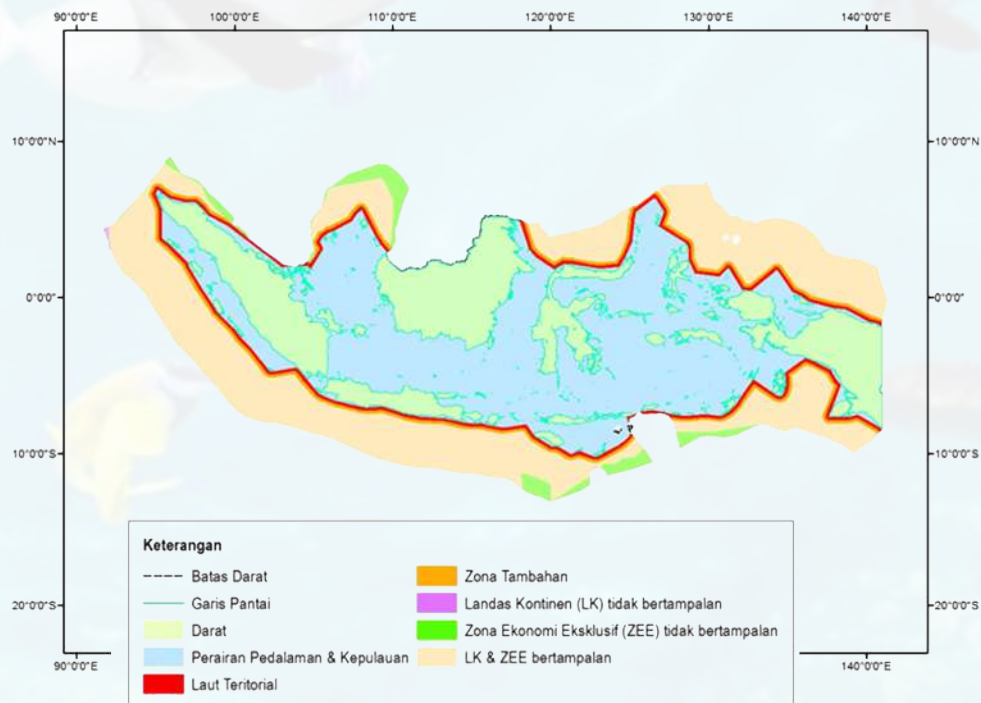 90°0'0"E 100°0'0"E 110°0'0"E 120°0'0"E 130°0'0"E 140°0'0"E
10°0'0"N 10°0'0"N
0°0'0" 0°0'0"
10°0'0"S 10°0'0"S
20°0'0"S 20°0'0"S
Keterangan
Batas Darat
Garis Pantai
Darat
Perairan Pedalaman & Kepulauan
Laut Teritorial
Zona Tambahan
Landas Kontinen (LK) tidak bertampalan
Zona Ekonomi Eksklusif (ZEE) tidak bertampalan
LK & ZEE bertampalan
90°0'0"E 140°0'0"E